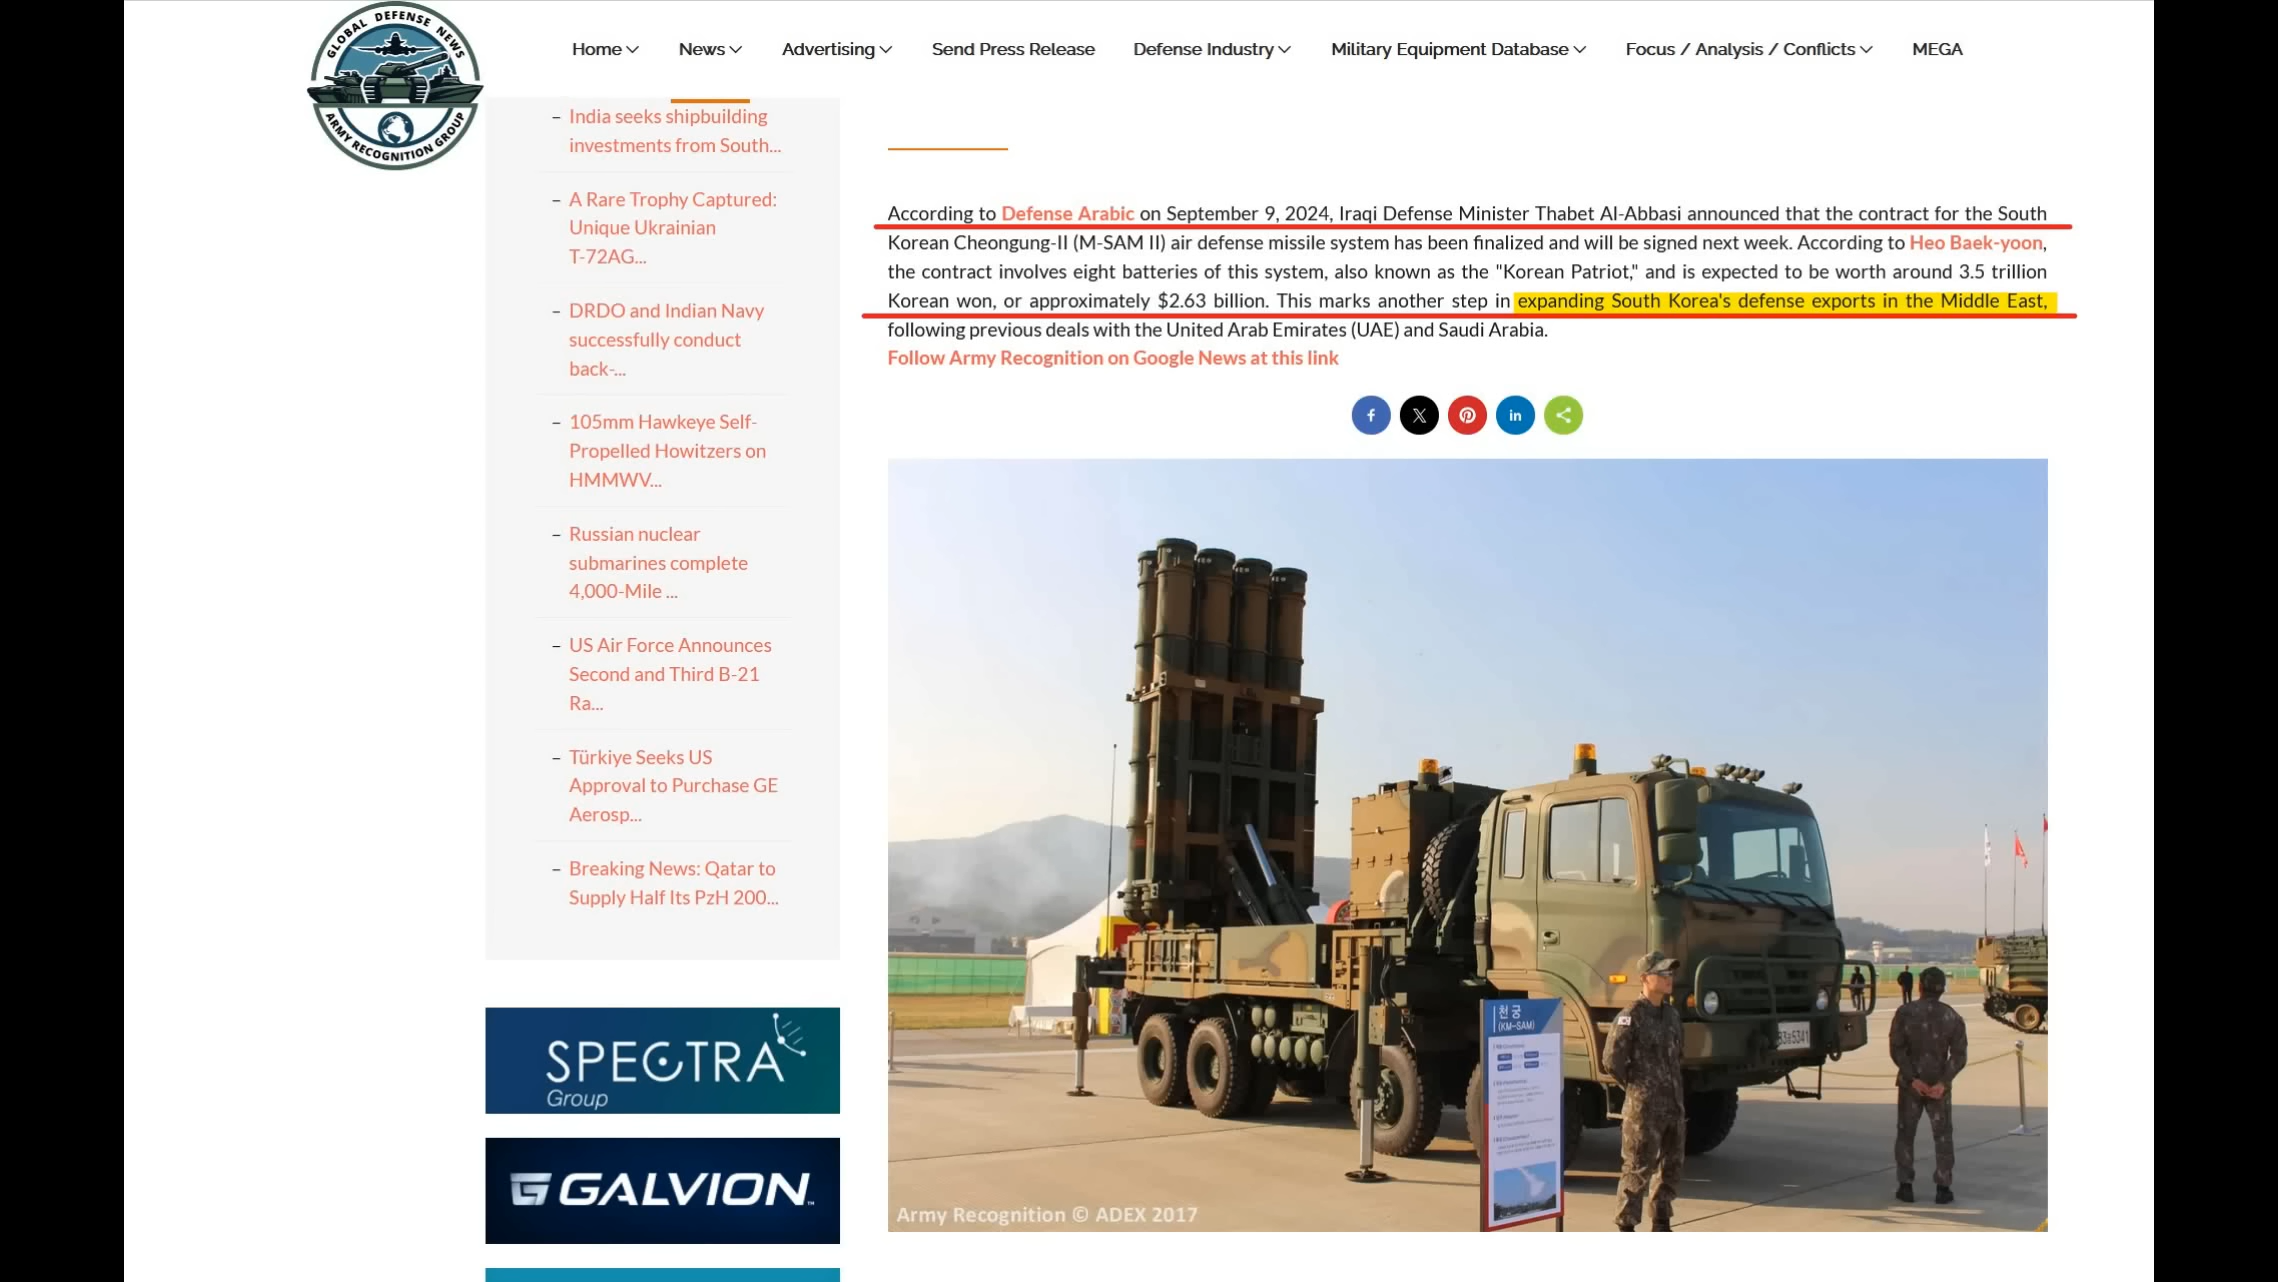 GLOBAL DEFENSE NEWS
ARMY RECOGNITION GROUP
Home
News
Advertising
Send Press Release
Defense Industry
Military Equipment Database
Focus / Analysis / Conflicts
MEGA
– India seeks shipbuilding
investments from South...
– A Rare Trophy Captured:
Unique Ukrainian
T-72AG...
– DRDO and Indian Navy
successfully conduct
back-...
– 105mm Hawkeye Self-
Propelled Howitzers on
HMMWV...
– Russian nuclear
submarines complete
4,000-Mile ...
– US Air Force Announces
Second and Third B-21
Ra...
– Türkiye Seeks US
Approval to Purchase GE
Aerosp...
– Breaking News: Qatar to
Supply Half Its PzH 200...
SPECTRA
Group
GALVION™
According to Defense Arabic on September 9, 2024, Iraqi Defense Minister Thabet Al-Abbasi announced that the contract for the South
Korean Cheongung-II (M-SAM II) air defense missile system has been finalized and will be signed next week. According to Heo Baek-yoon,
the contract involves eight batteries of this system, also known as the "Korean Patriot," and is expected to be worth around 3.5 trillion
Korean won, or approximately $2.63 billion. This marks another step in expanding South Korea's defense exports in the Middle East,
following previous deals with the United Arab Emirates (UAE) and Saudi Arabia.
Follow Army Recognition on Google News at this link
천궁
(KM-SAM)
Army Recognition © ADEX 2017